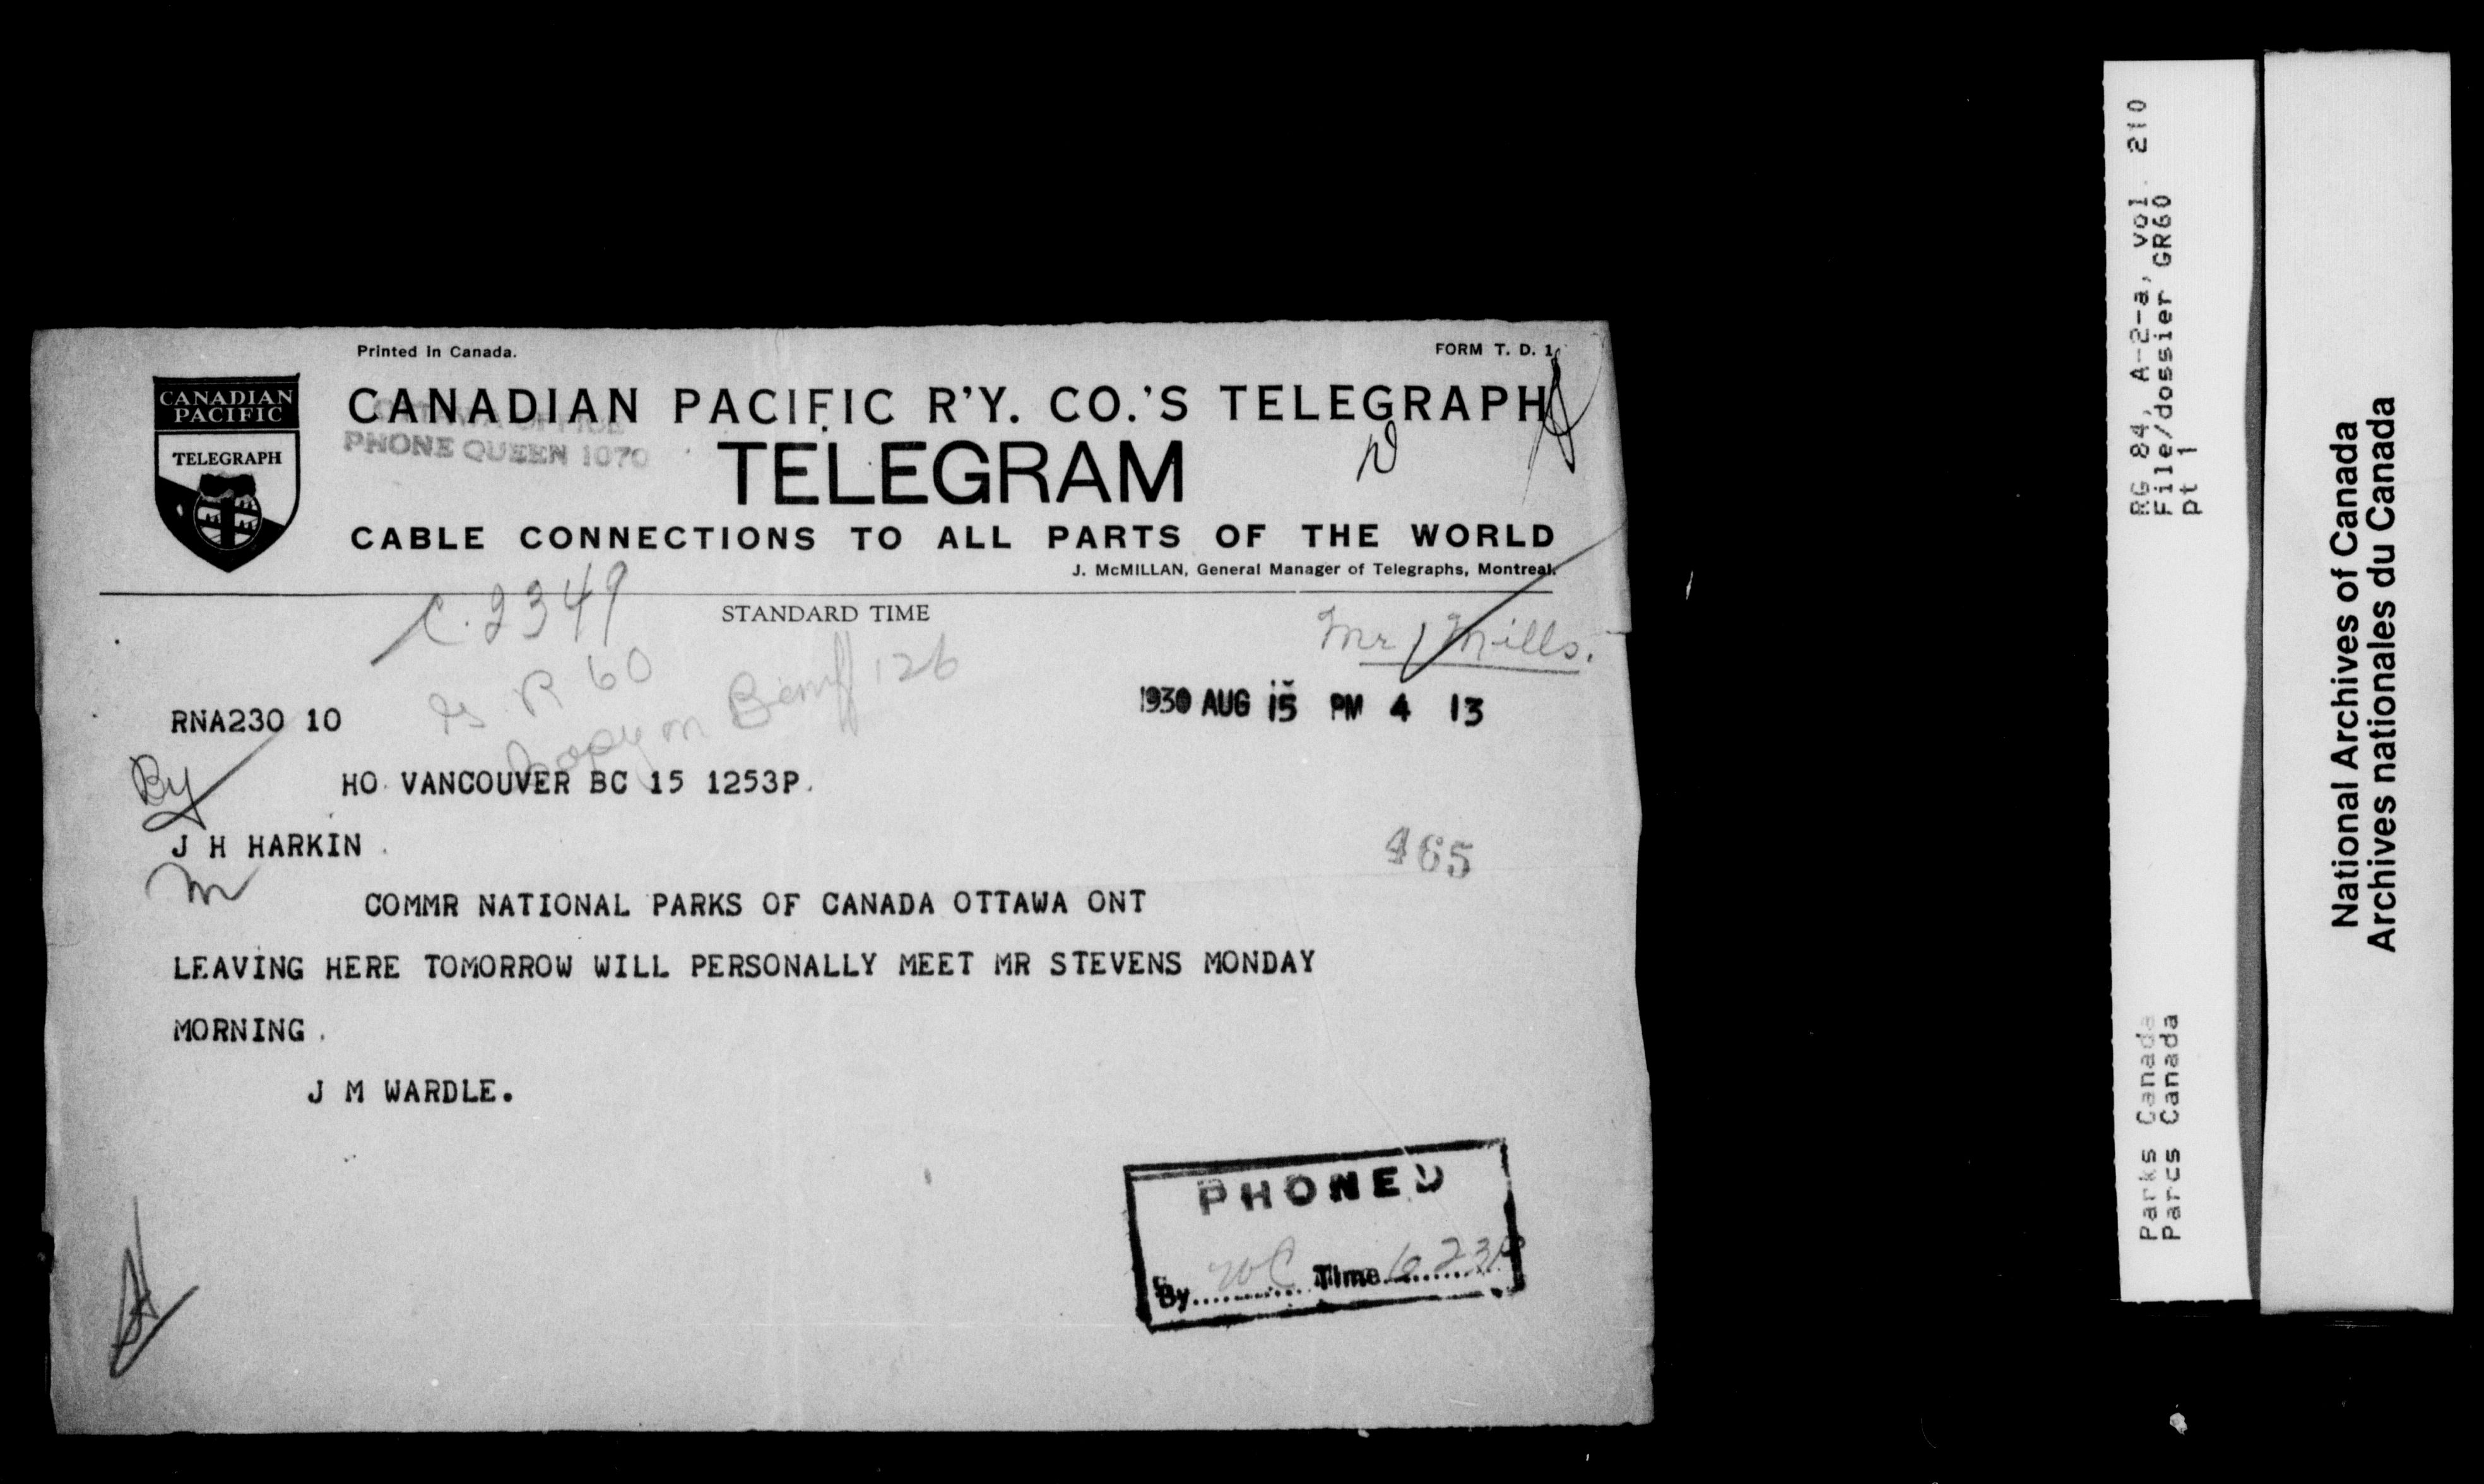 Printed in Canada.
FORM T. D. 1
CANADIAN PACIFIC
TELEGRAPH
CANADIAN PACIFIC R'Y. CO.'S TELEGRAPH
OFFICE
PHONE QUEEN 1070
TELEGRAM
CABLE CONNECTIONS TO ALL PARTS OF THE WORLD
J. McMILLAN, General Manager of Telegraphs, Montreal.
C.2349
STANDARD TIME
Mr Mills.
G R 60
Copy on Banff 126
1930 AUG 15 PM 4 13
RNA230 10
By
HO VANCOUVER BC 15 1253P.
J H HARKIN
465
COMMR NATIONAL PARKS OF CANADA OTTAWA ONT
LEAVING HERE TOMORROW WILL PERSONALLY MEET MR STEVENS MONDAY
MORNING.
J M WARDLE.
PHONED
By Time
RG 84, A-2-a, vol. 210
File/dossier GR60
pt 1
Parks Canada
Parcs Canada
National Archives of Canada
Archives nationales du Canada